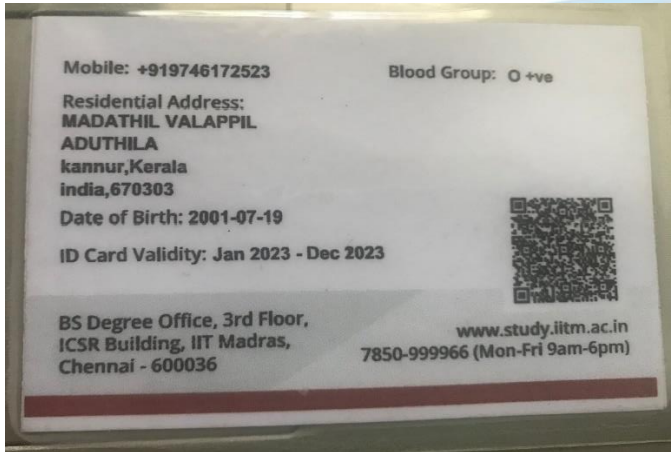 Mobile: +919746172523
Blood Group: O +ve
Residential Address:
MADATHIL VALAPPIL
ADUTHILA
kannur,Kerala
india,670303
Date of Birth: 2001-07-19
ID Card Validity: Jan 2023 - Dec 2023
BS Degree Office, 3rd Floor,
ICSR Building, IIT Madras,
Chennai - 600036
www.study.iitm.ac.in
7850-999966 (Mon-Fri 9am-6pm)